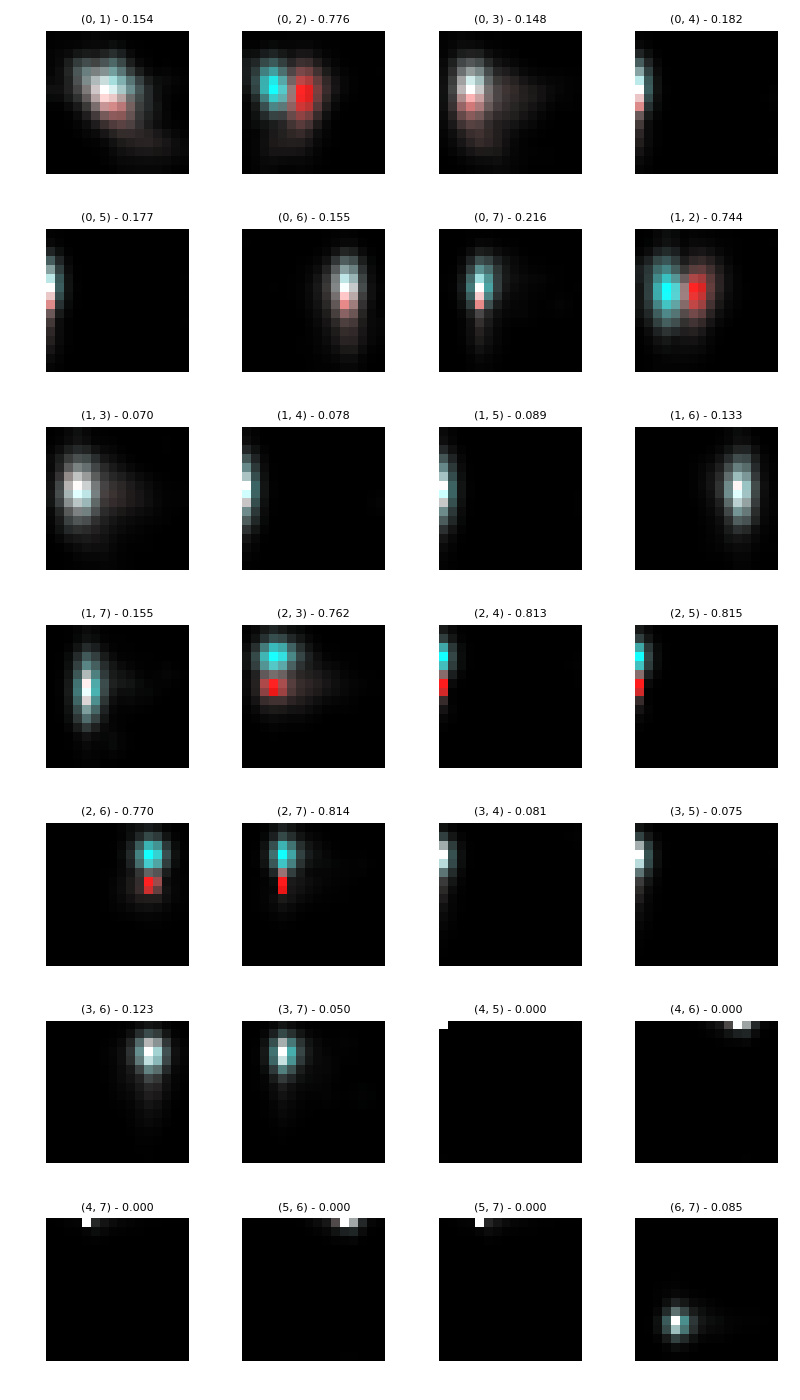 (0, 1) - 0.154 (0, 2) - 0.776 (0, 3) - 0.148 (0, 4) - 0.182
(0, 5) - 0.177 (0, 6) - 0.155 (0, 7) - 0.216 (1, 2) - 0.744
(1, 3) - 0.070 (1, 4) - 0.078 (1, 5) - 0.089 (1, 6) - 0.133
(1, 7) - 0.155 (2, 3) - 0.762 (2, 4) - 0.813 (2, 5) - 0.815
(2, 6) - 0.770 (2, 7) - 0.814 (3, 4) - 0.081 (3, 5) - 0.075
(3, 6) - 0.123 (3, 7) - 0.050 (4, 5) - 0.000 (4, 6) - 0.000
(4, 7) - 0.000 (5, 6) - 0.000 (5, 7) - 0.000 (6, 7) - 0.085